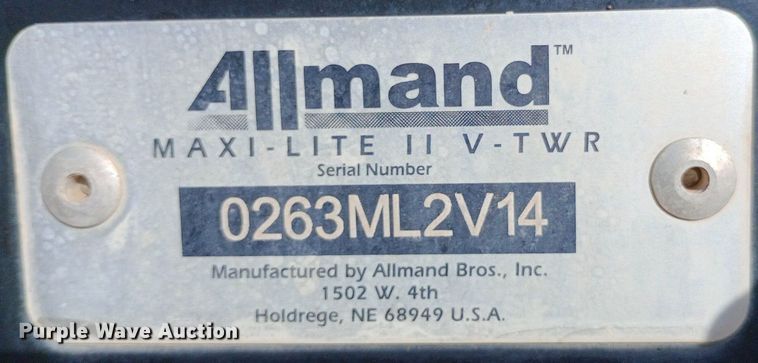 Allmand™
MAXI-LITE II V-TWR
Serial Number
0263ML2V14
Manufactured by Allmand Bros., Inc.
1502 W. 4th
Holdrege, NE 68949 U.S.A.
Purple Wave Auction